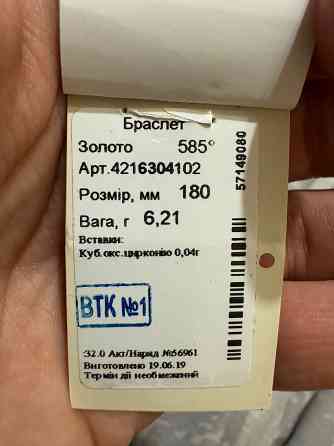 Браслет
Золото 585°
Арт.4216304102
Розмір, мм 180
Вага, г 6,21
Вставки:
Куб.окс.цирконію 0,04г
ВТК №1
32.0 Акт/Наряд №56961
Виготовлено 19.06.19
Термін дії необмежений
57149080